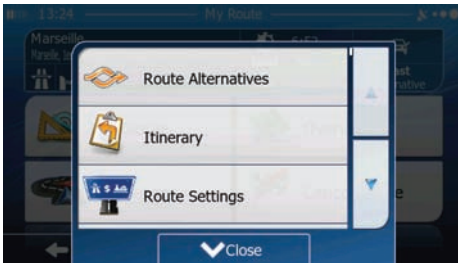 13:24
My Route
Marseille
Route Alternatives
Itinerary
Route Settings
Close